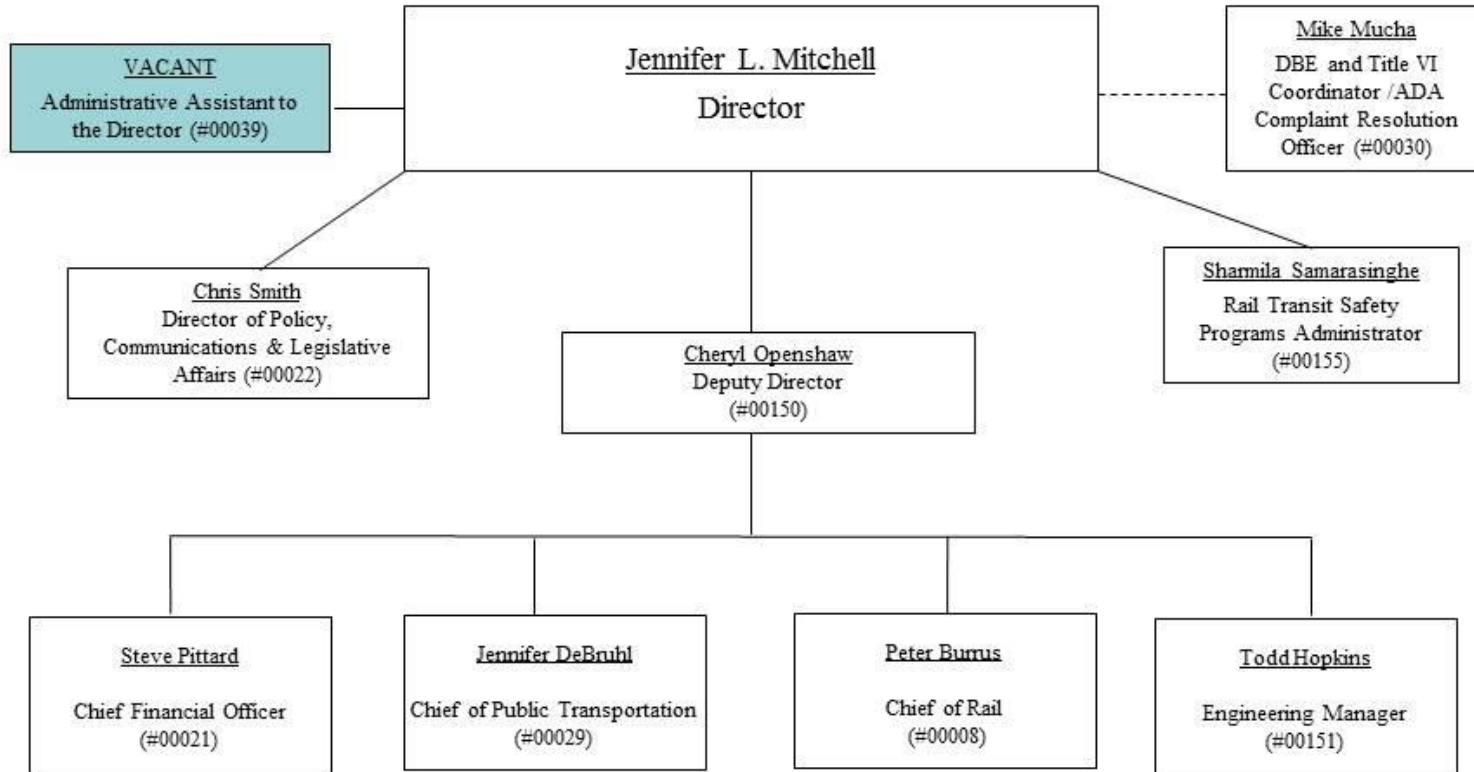 VACANT
Administrative Assistant to
the Director (#00039)
Jennifer L. Mitchell
Director
Mike Mucha
DBE and Title VI
Coordinator /ADA
Complaint Resolution
Officer (#00030)
Chris Smith
Director of Policy,
Communications & Legislative
Affairs (#00022)
Cheryl Openshaw
Deputy Director
(#00150)
Sharmila Samarasinghe
Rail Transit Safety
Programs Administrator
(#00155)
Steve Pittard
Chief Financial Officer
(#00021)
Jennifer DeBruhl
Chief of Public Transportation
(#00029)
Peter Burrus
Chief of Rail
(#00008)
Todd Hopkins
Engineering Manager
(#00151)